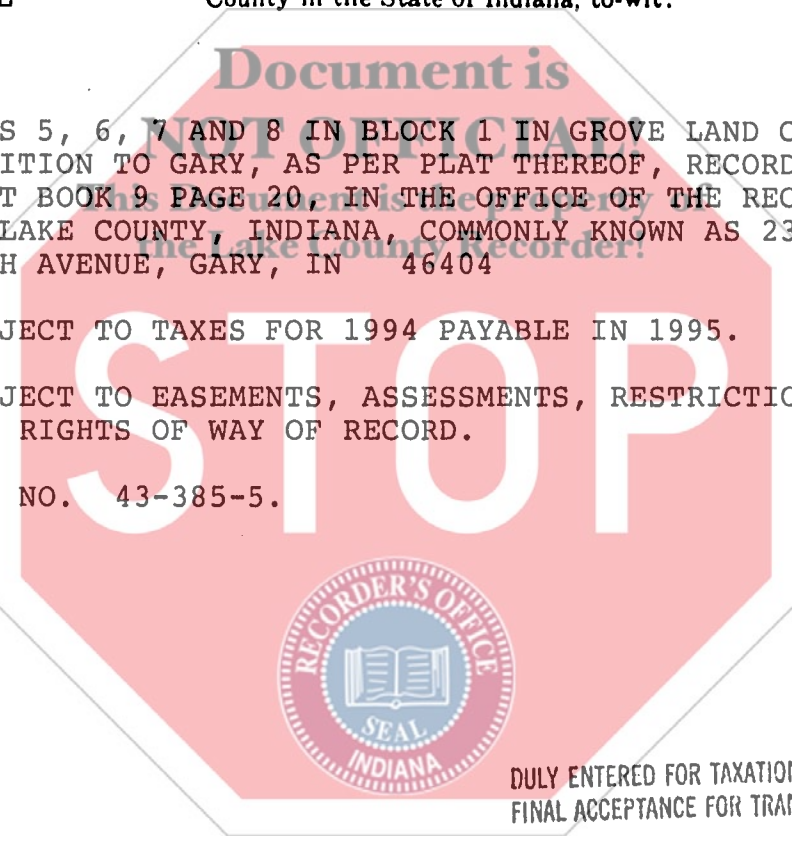 County in the State of Indiana, to-wit:
Document is
NOT OFFICIAL!
This Document is the property of
the Lake County Recorder!
S 5, 6, 7 AND 8 IN BLOCK 1 IN GROVE LAND C
ITION TO GARY, AS PER PLAT THEREOF, RECORD
T BOOK 9 PAGE 20, IN THE OFFICE OF THE REC
LAKE COUNTY, INDIANA, COMMONLY KNOWN AS 23
H AVENUE, GARY, IN 46404
JECT TO TAXES FOR 1994 PAYABLE IN 1995.
JECT TO EASEMENTS, ASSESSMENTS, RESTRICTIO
RIGHTS OF WAY OF RECORD.
NO. 43-385-5.
STOP
RECORDER'S OFFICE
SEAL
INDIANA
DULY ENTERED FOR TAXATION
FINAL ACCEPTANCE FOR TRAN